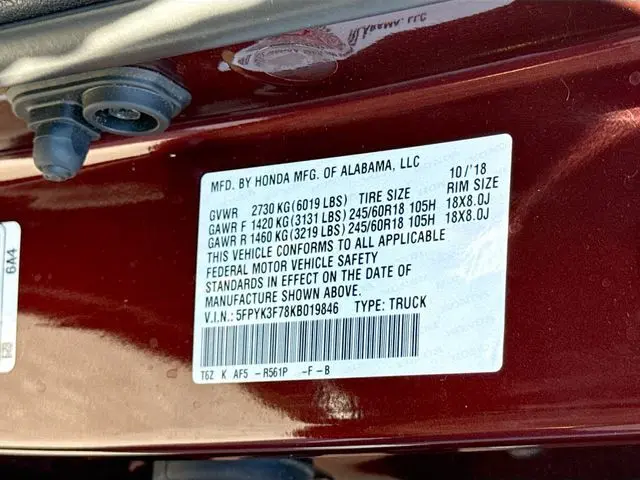 Alabama, LLC
MFD. BY HONDA MFG. OF ALABAMA, LLC 10/'18
GVWR 2730 KG(6019 LBS) TIRE SIZE RIM SIZE
GAWR F 1420 KG(3131 LBS) 245/60R18 105H 18X8.0J
GAWR R 1460 KG(3219 LBS) 245/60R18 105H 18X8.0J
THIS VEHICLE CONFORMS TO ALL APPLICABLE
FEDERAL MOTOR VEHICLE SAFETY
STANDARDS IN EFFECT ON THE DATE OF
MANUFACTURE SHOWN ABOVE.
V.I.N.: 5FPYK3F78KB019846 TYPE: TRUCK
T6Z K AF5 -R561P -F -B
6A4